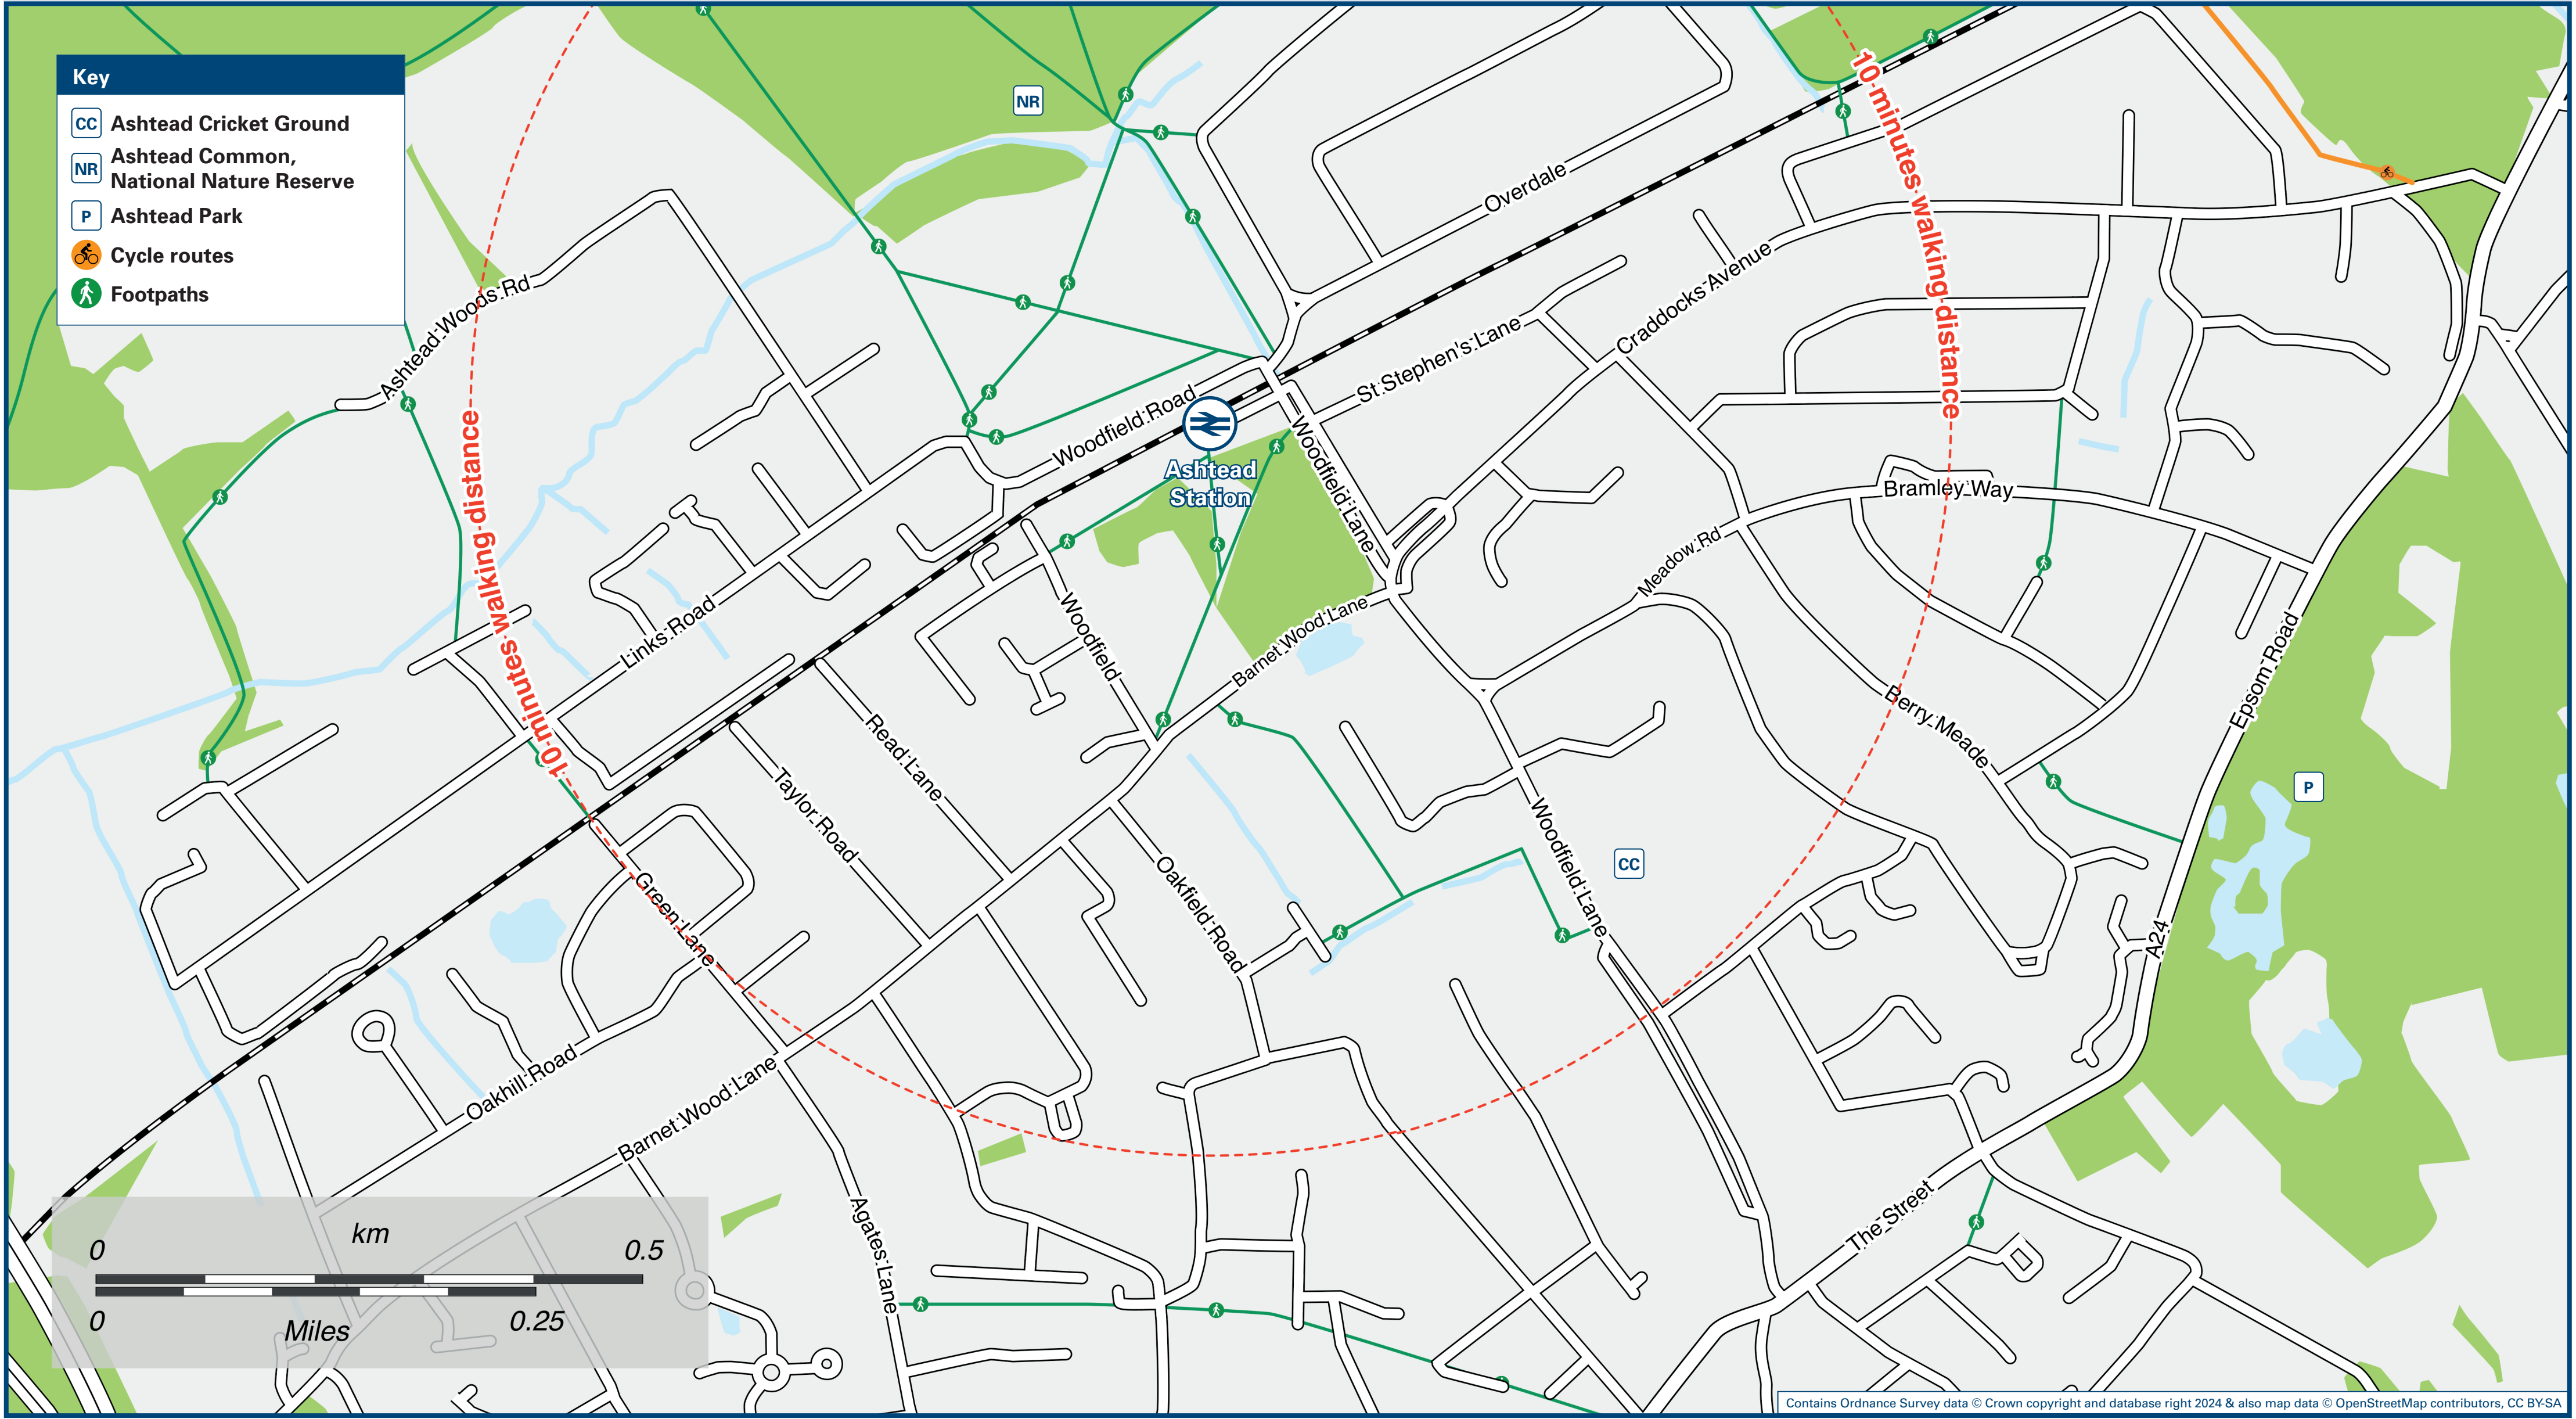 Key
CC Ashtead Cricket Ground
NR Ashtead Common,
National Nature Reserve
P Ashtead Park
Cycle routes
Footpaths
NR
10 minutes walking distance
Overdale
Ashtead Woods Rd
Craddocks Avenue
St Stephen's Lane
Woodfield Road
Ashtead
Station
Woodfield Lane
10 minutes walking distance
Bramley Way
Meadow Rd
Links Road
Woodfield
Barnet Wood Lane
Epsom Road
Berry Meade
Read Lane
Taylor Road
P
Woodfield Lane
CC
Oakfield Road
Green Lane
A24
Oakhill Road
Barnet Wood Lane
The Street
Agates Lane
km
0 0.5
0 Miles 0.25
Contains Ordnance Survey data © Crown copyright and database right 2024 & also map data © OpenStreetMap contributors, CC BY-SA